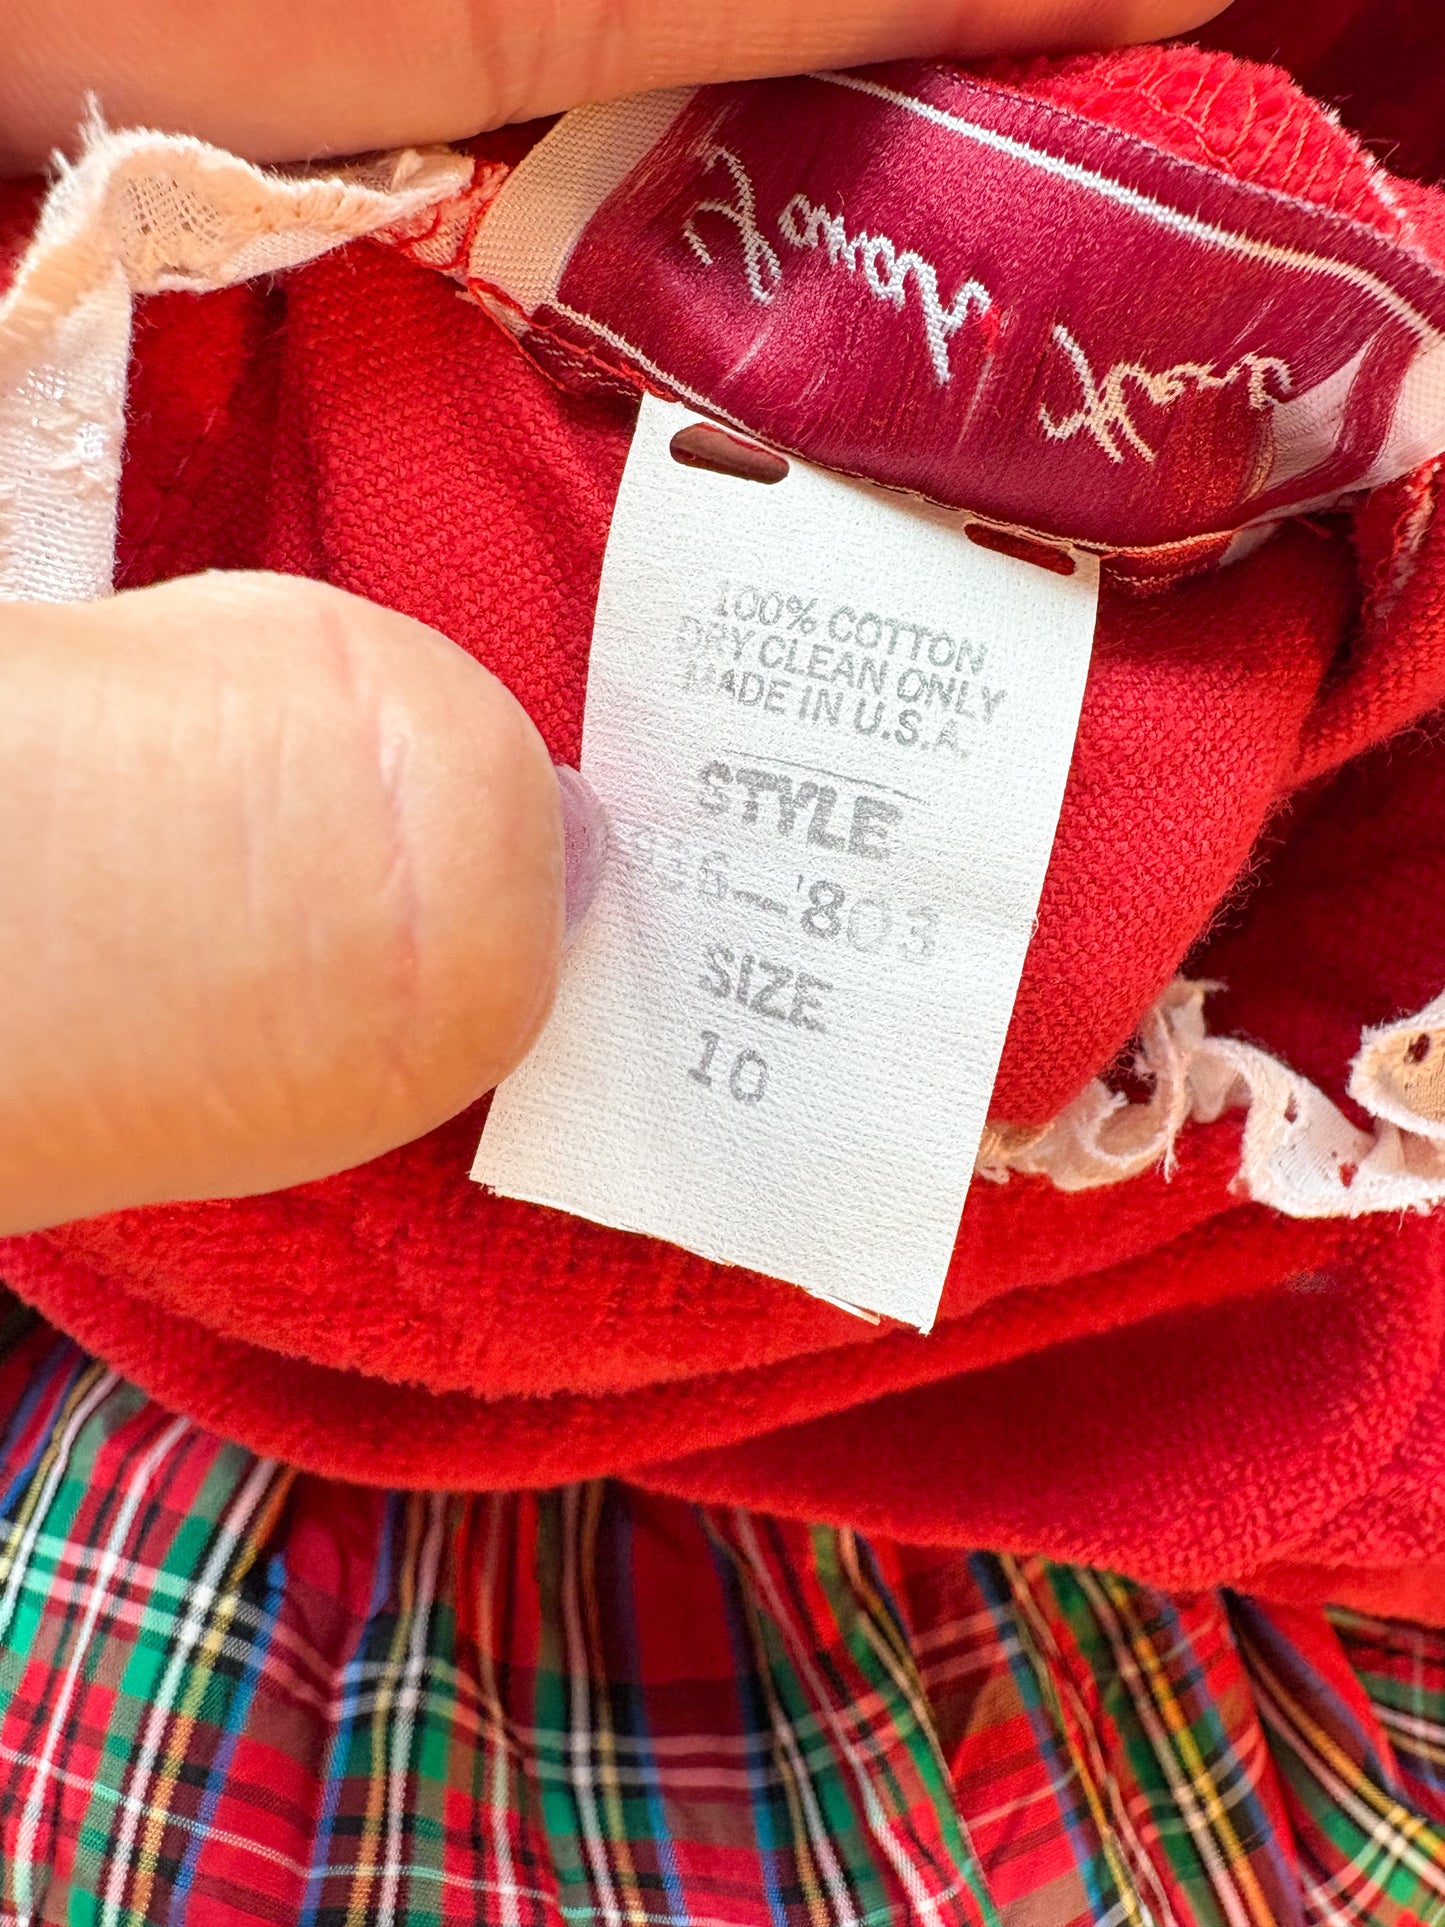 100% COTTON
DRY CLEAN ONLY
MADE IN U.S.A.
STYLE
SIZE
10